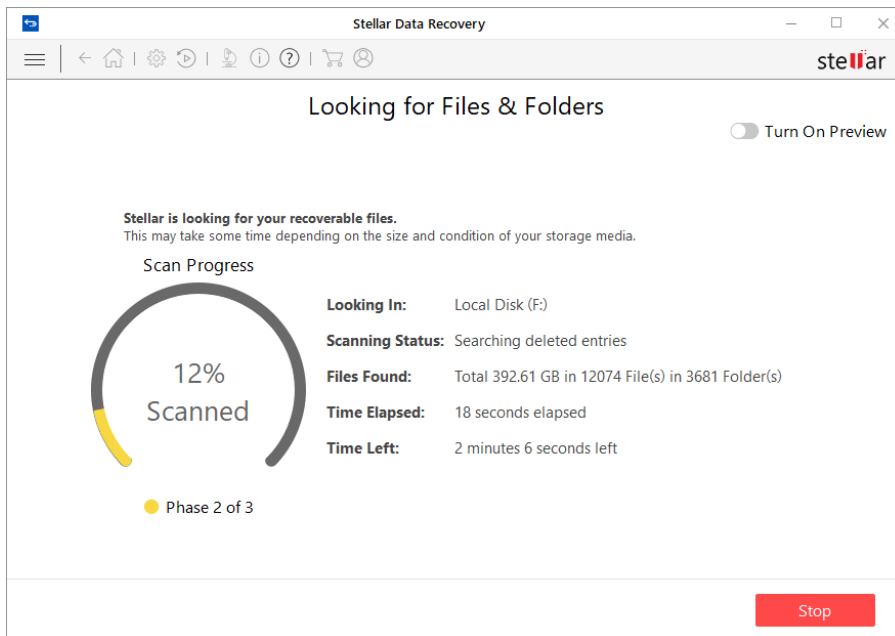 Stellar Data Recovery
stellar
Looking for Files & Folders
Turn On Preview
Stellar is looking for your recoverable files.
This may take some time depending on the size and condition of your storage media.
Scan Progress
12%
Scanned
Looking In: Local Disk (F:)
Scanning Status: Searching deleted entries
Files Found: Total 392.61 GB in 12074 File(s) in 3681 Folder(s)
Time Elapsed: 18 seconds elapsed
Time Left: 2 minutes 6 seconds left
Phase 2 of 3
Stop